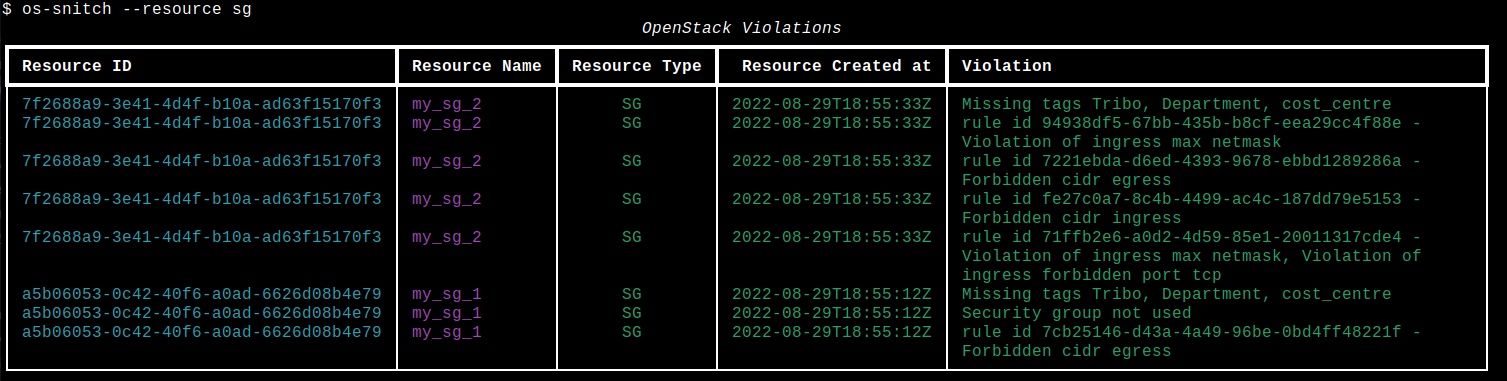 $ os-snitch --resource sg
OpenStack Violations
Resource ID Resource Name Resource Type Resource Created at Violation
7f2688a9-3e41-4d4f-b10a-ad63f15170f3 my_sg_2 SG 2022-08-29T18:55:33Z Missing tags Tribo, Department, cost_centre
7f2688a9-3e41-4d4f-b10a-ad63f15170f3 my_sg_2 SG 2022-08-29T18:55:33Z rule id 94938df5-67bb-435b-b8cf-eea29cc4f88e -
Violation of ingress max netmask
7f2688a9-3e41-4d4f-b10a-ad63f15170f3 my_sg_2 SG 2022-08-29T18:55:33Z rule id 7221ebda-d6ed-4393-9678-ebbd1289286a -
Forbidden cidr egress
7f2688a9-3e41-4d4f-b10a-ad63f15170f3 my_sg_2 SG 2022-08-29T18:55:33Z rule id fe27c0a7-8c4b-4499-ac4c-187dd79e5153 -
Forbidden cidr ingress
7f2688a9-3e41-4d4f-b10a-ad63f15170f3 my_sg_2 SG 2022-08-29T18:55:33Z rule id 71ffb2e6-a0d2-4d59-85e1-20011317cde4 -
Violation of ingress max netmask, Violation of
ingress forbidden port tcp
a5b06053-0c42-40f6-a0ad-6626d08b4e79 my_sg_1 SG 2022-08-29T18:55:12Z Missing tags Tribo, Department, cost_centre
a5b06053-0c42-40f6-a0ad-6626d08b4e79 my_sg_1 SG 2022-08-29T18:55:12Z Security group not used
a5b06053-0c42-40f6-a0ad-6626d08b4e79 my_sg_1 SG 2022-08-29T18:55:12Z rule id 7cb25146-d43a-4a49-96be-0bd4ff48221f -
Forbidden cidr egress